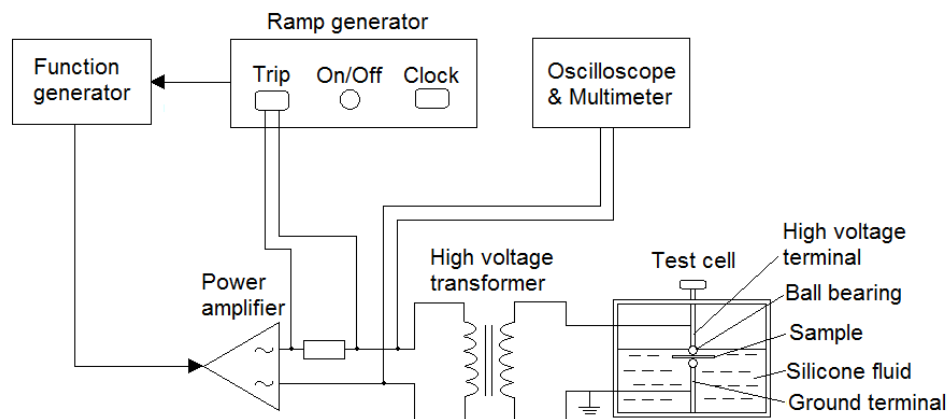 Ramp generator
Function
generator
Trip
On/Off
Clock
Oscilloscope
& Multimeter
Power
amplifier
High voltage
transformer
Test cell
High voltage
terminal
Ball bearing
Sample
Silicone fluid
Ground terminal